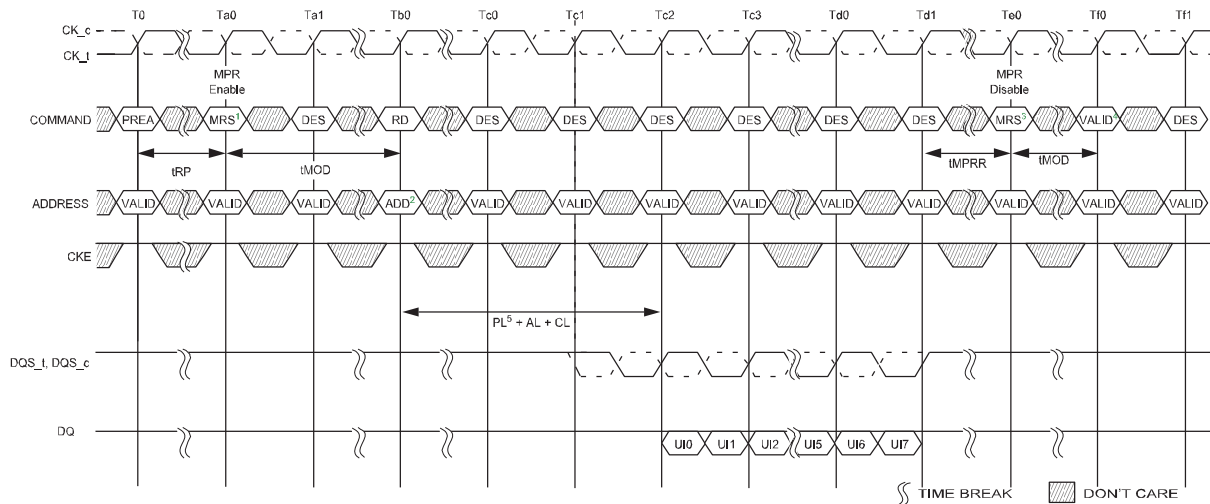 T0 Ta0 Ta1 Tb0 Tc0 Tc1 Tc2 Tc3 Td0 Td1 Te0 Tf0 Tf1
CK_c
CK_t
MPR Enable
MPR Disable
COMMAND PREA MRS1 DES RD DES DES DES DES DES DES MRS3 VALID4 DES
tRP tMOD tMPRR tMOD
ADDRESS VALID VALID VALID ADD2 VALID VALID VALID VALID VALID VALID VALID VALID VALID
CKE
PL5 + AL + CL
DQS_t, DQS_c
DQ UI0 UI1 UI2 UI5 UI6 UI7
TIME BREAK DON'T CARE